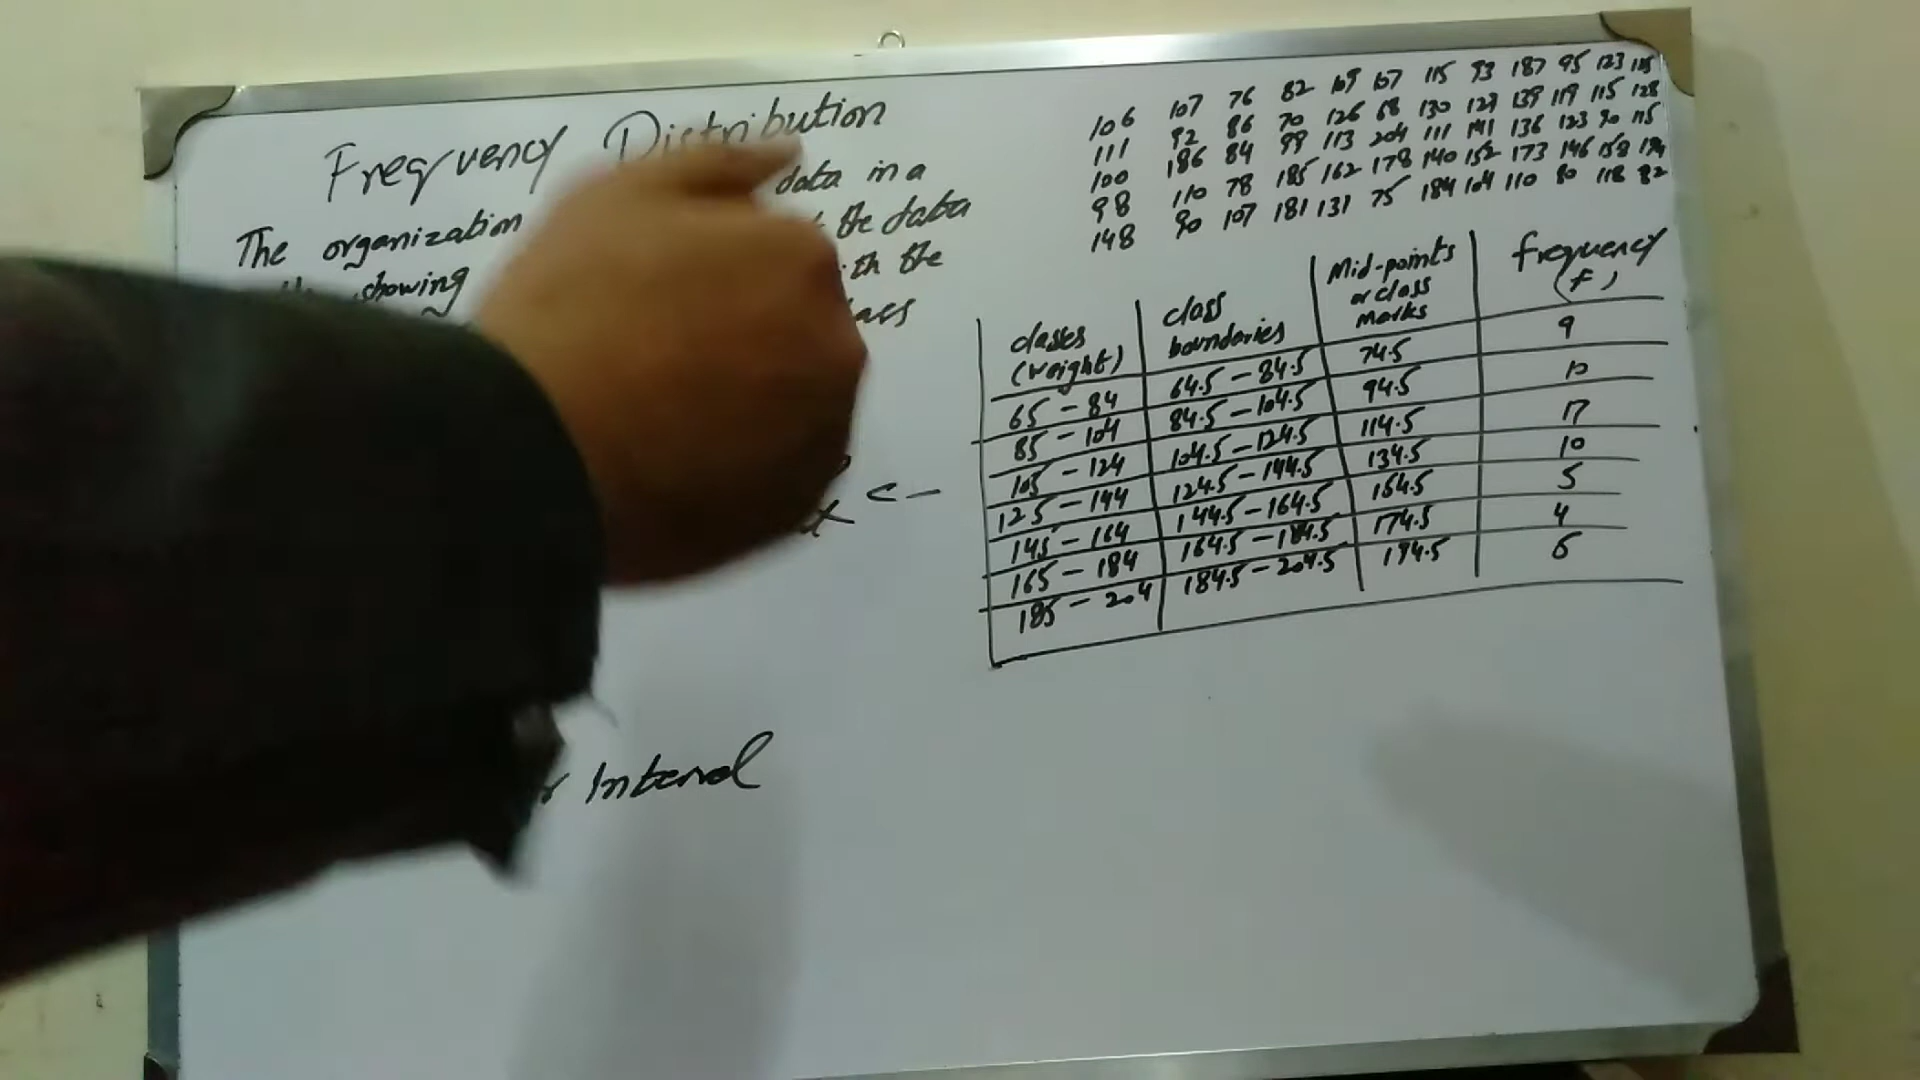 Frequency Distribution
The organization data in a
the data
showing with the
106 107 76 82 109 107 115 93 187 95 123 115
111 92 86 70 126 68 130 129 139 119 115 128
100 186 84 99 113 204 111 141 136 123 90 115
98 110 78 185 162 178 140 152 173 146 158 194
148 90 107 181 131 75 184 104 110 80 118 82
classes (weight) class boundaries Mid-points or class marks frequency (f)
65 - 84 64.5 - 84.5 74.5 9
85 - 104 84.5 - 104.5 94.5 10
105 - 124 104.5 - 124.5 114.5 17
125 - 144 124.5 - 144.5 134.5 10
145 - 164 144.5 - 164.5 164.5 5
165 - 184 164.5 - 184.5 174.5 4
185 - 204 184.5 - 204.5 194.5 5
<-
Interval